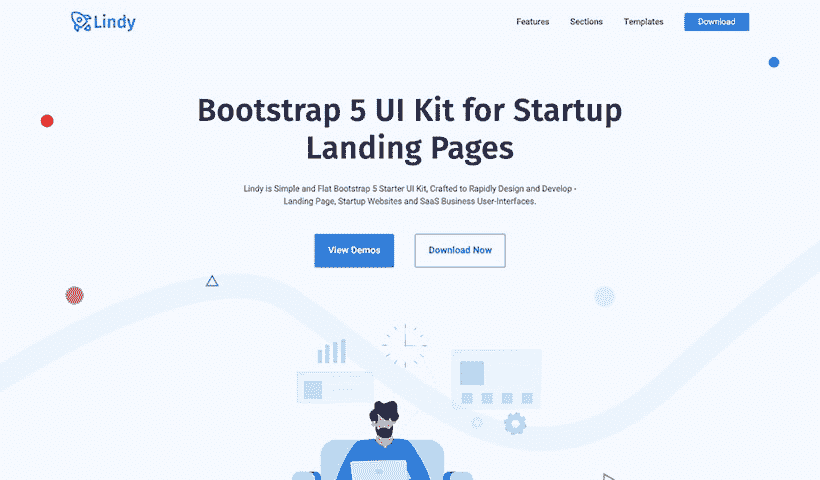 Lindy
Features Sections Templates Download
Bootstrap 5 UI Kit for Startup
Landing Pages
Lindy is Simple and Flat Bootstrap 5 Starter UI Kit, Crafted to Rapidly Design and Develop -
Landing Page, Startup Websites and SaaS Business User-Interfaces.
View Demos Download Now